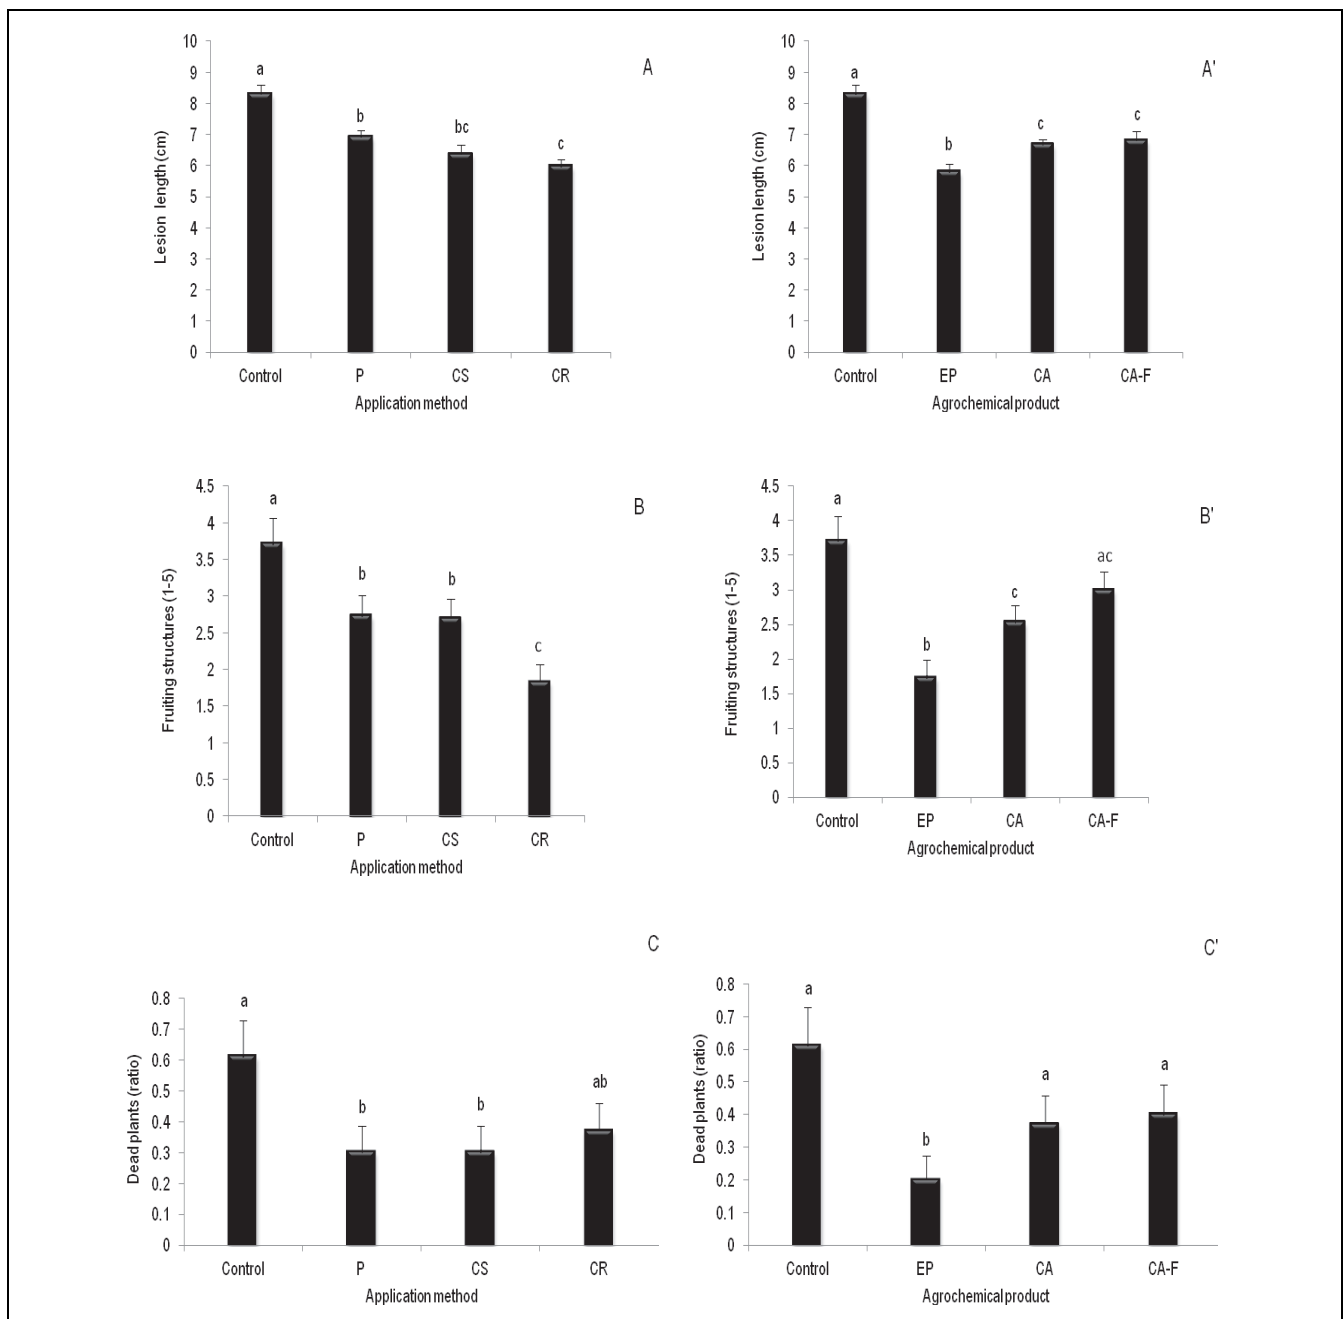 A
Lesion length (cm)
10
9
8
7
6
5
4
3
2
1
0
a
b
bc
c
Control P CS CR
Application method
A'
Lesion length (cm)
10
9
8
7
6
5
4
3
2
1
0
a
b
c
c
Control EP CA CA-F
Agrochemical product
B
Fruiting structures (1-5)
4.5
4
3.5
3
2.5
2
1.5
1
0.5
0
a
b
b
c
Control P CS CR
Application method
B'
Fruiting structures (1-5)
4.5
4
3.5
3
2.5
2
1.5
1
0.5
0
a
b
c
ac
Control EP CA CA-F
Agrochemical product
C
Dead plants (ratio)
0.8
0.7
0.6
0.5
0.4
0.3
0.2
0.1
0
a
b
b
ab
Control P CS CR
Application method
C'
Dead plants (ratio)
0.8
0.7
0.6
0.5
0.4
0.3
0.2
0.1
0
a
b
a
a
Control EP CA CA-F
Agrochemical product